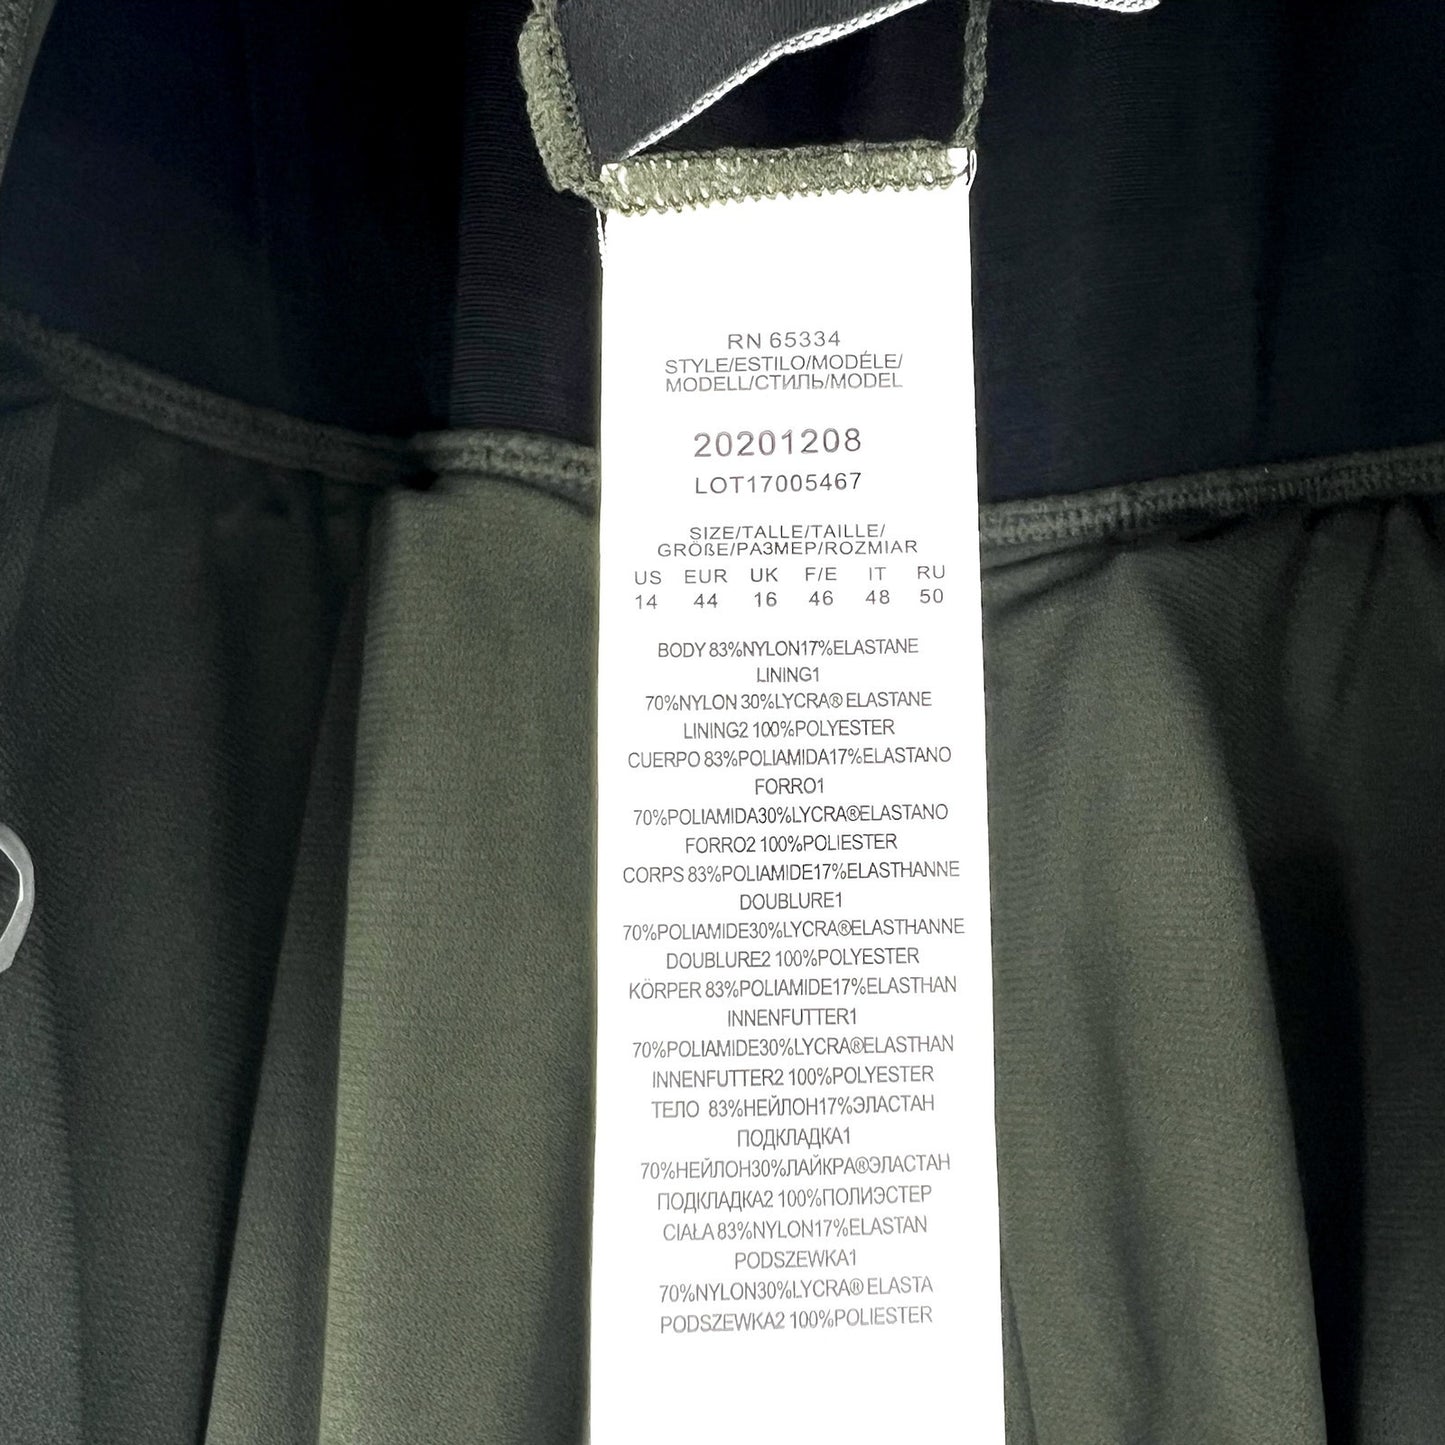 RN 65334
STYLE/ESTILO/MODÉLE/
MODELL/СТИЛЬ/MODEL
20201208
LOT17005467
SIZE/TALLE/TAILLE/
GRÖßE/РАЗМЕР/ROZMIAR
US EUR UK F/E IT RU
14 44 16 46 48 50
BODY 83%NYLON17%ELASTANE
LINING1
70%NYLON 30%LYCRA® ELASTANE
LINING2 100%POLYESTER
CUERPO 83%POLIAMIDA17%ELASTANO
FORRO1
70%POLIAMIDA30%LYCRA®ELASTANO
FORRO2 100%POLIESTER
CORPS 83%POLIAMIDE17%ELASTHANNE
DOUBLURE1
70%POLIAMIDE30%LYCRA®ELASTHANNE
DOUBLURE2 100%POLYESTER
KÖRPER 83%POLIAMIDE17%ELASTHAN
INNENFUTTER1
70%POLIAMIDE30%LYCRA®ELASTHAN
INNENFUTTER2 100%POLYESTER
ТЕЛО 83%НЕЙЛОН17%ЭЛАСТАН
ПОДКЛАДКА1
70%НЕЙЛОН30%ЛАЙКРА®ЭЛАСТАН
ПОДКЛАДКА2 100%ПОЛИЭСТЕР
CIAŁA 83%NYLON17%ELASTAN
PODSZEWKA1
70%NYLON30%LYCRA® ELASTA
PODSZEWKA2 100%POLIESTER